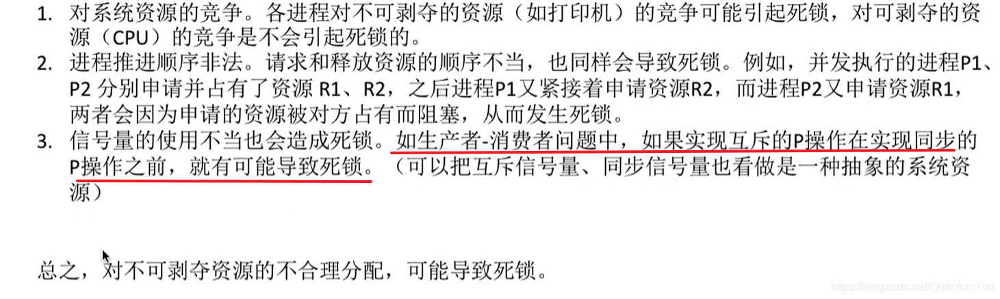 1. 对系统资源的竞争。各进程对不可剥夺的资源（如打印机）的竞争可能引起死锁，对可剥夺的资
源（CPU）的竞争是不会引起死锁的。
2. 进程推进顺序非法。请求和释放资源的顺序不当，也同样会导致死锁。例如，并发执行的进程P1、
P2 分别申请并占有了资源 R1、R2，之后进程P1又紧接着申请资源R2，而进程P2又申请资源R1，
两者会因为申请的资源被对方占有而阻塞，从而发生死锁。
3. 信号量的使用不当也会造成死锁。如生产者-消费者问题中，如果实现互斥的P操作在实现同步的
P操作之前，就有可能导致死锁。（可以把互斥信号量、同步信号量也看做是一种抽象的系统资
源）
总之，对不可剥夺资源的不合理分配，可能导致死锁。
https://blog.csdn.net/QuantumYou